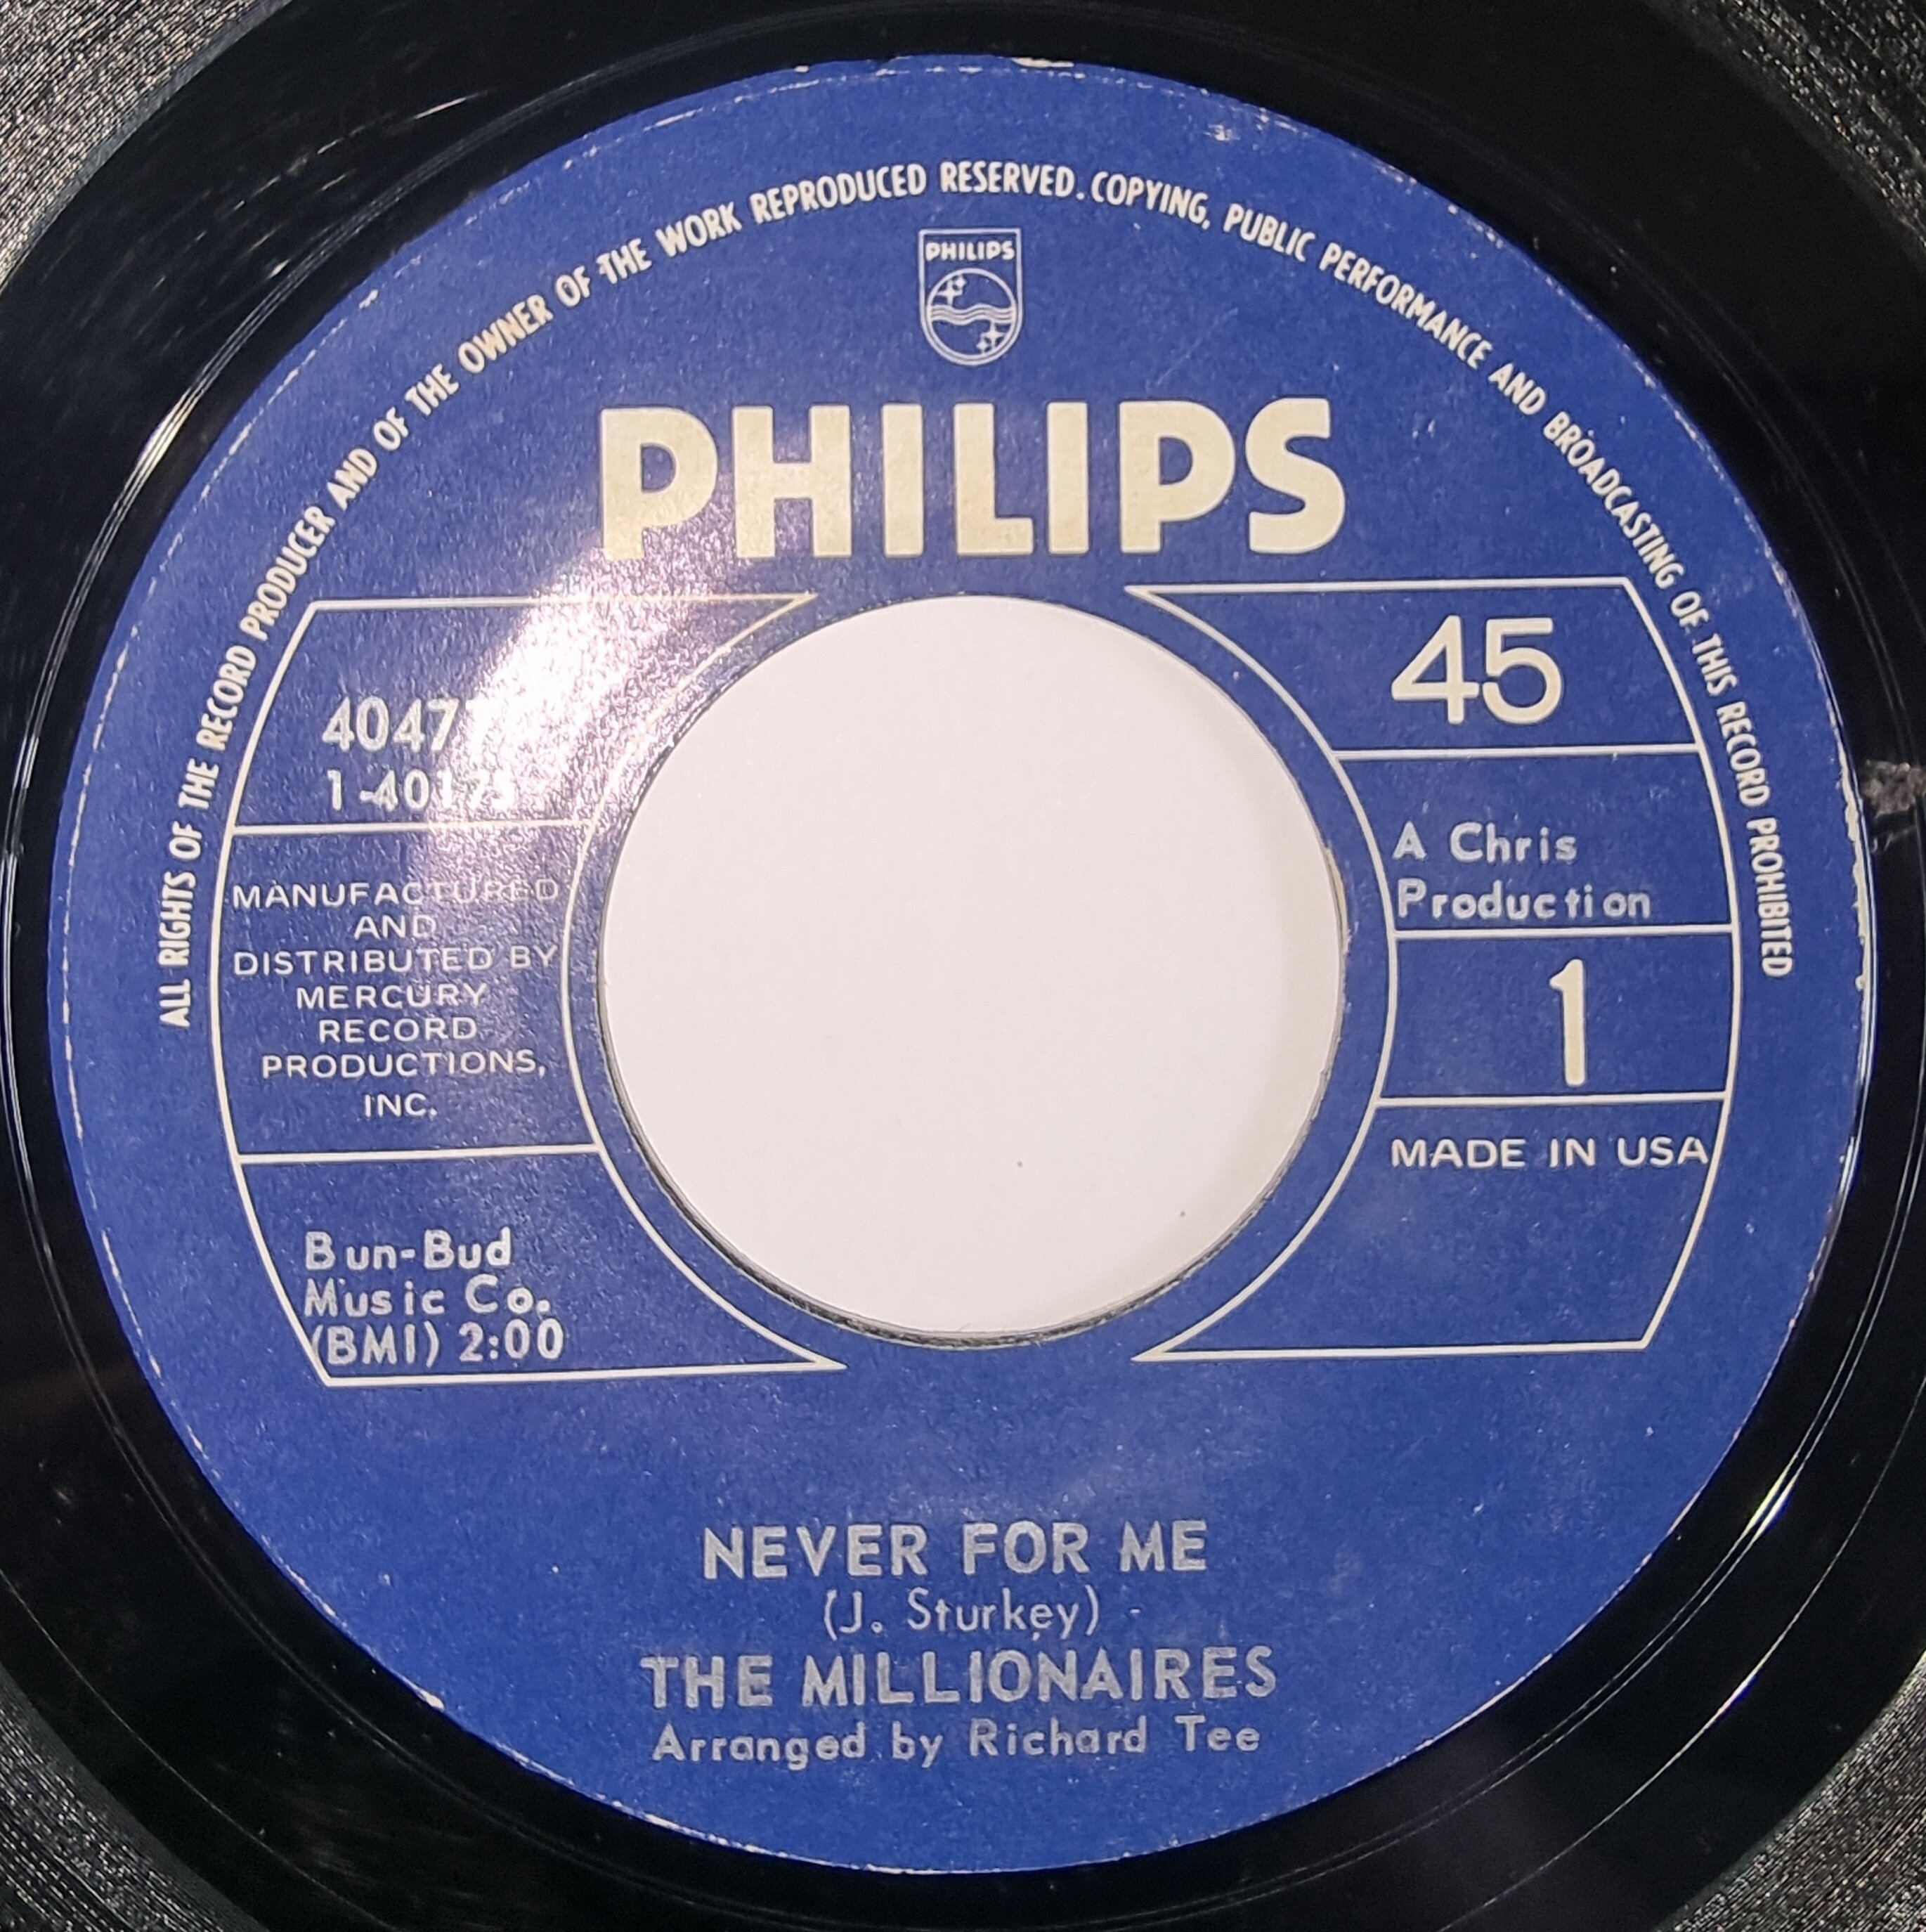 ALL RIGHTS OF THE RECORD PRODUCER AND OF THE OWNER OF THE WORK REPRODUCED RESERVED. COPYING, PUBLIC PERFORMANCE AND BROADCASTING OF THIS RECORD PROHIBITED
PHILIPS
PHILIPS
45
A Chris
Production
1
MANUFACTURED
AND
DISTRIBUTED BY
MERCURY
RECORD
PRODUCTIONS,
INC.
MADE IN USA
Bun-Bud
Music Co.
(BMI) 2:00
NEVER FOR ME
(J. Sturkey)
THE MILLIONAIRES
Arranged by Richard Tee